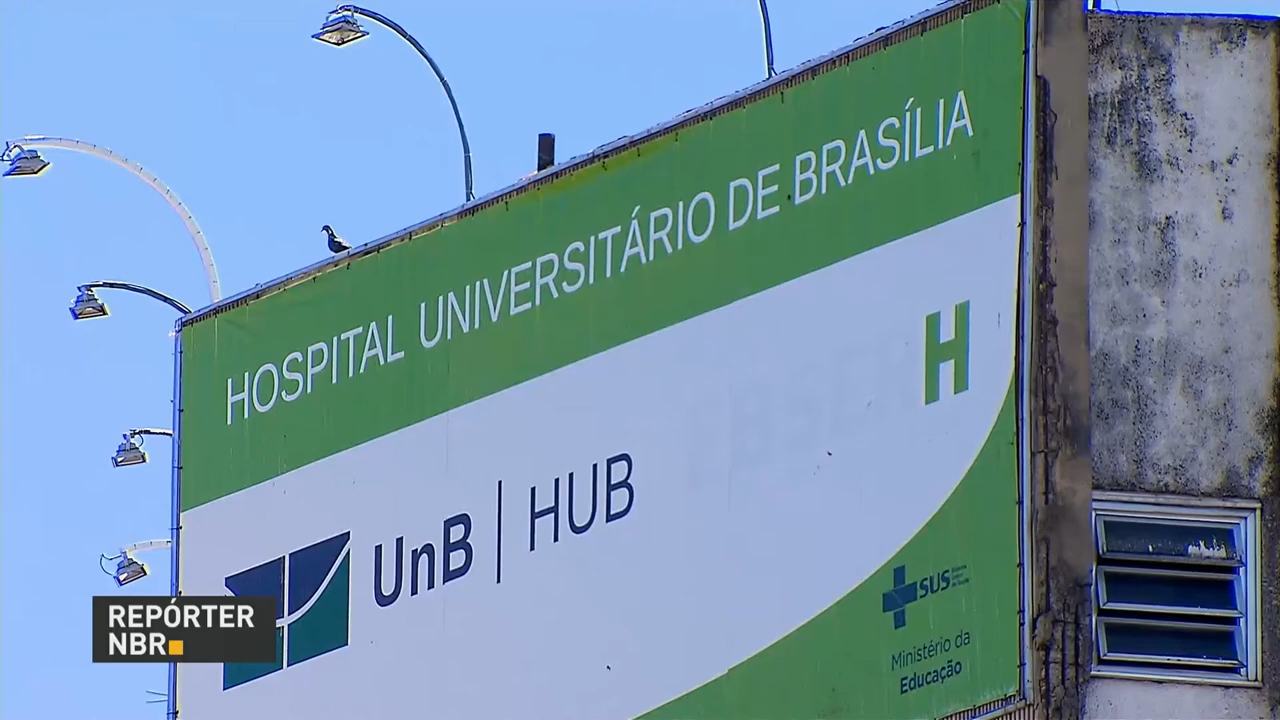 HOSPITAL UNIVERSITÁRIO DE BRASÍLIA
H
UnB | HUB
SUS
Ministério da
Educação
REPÓRTER
NBR